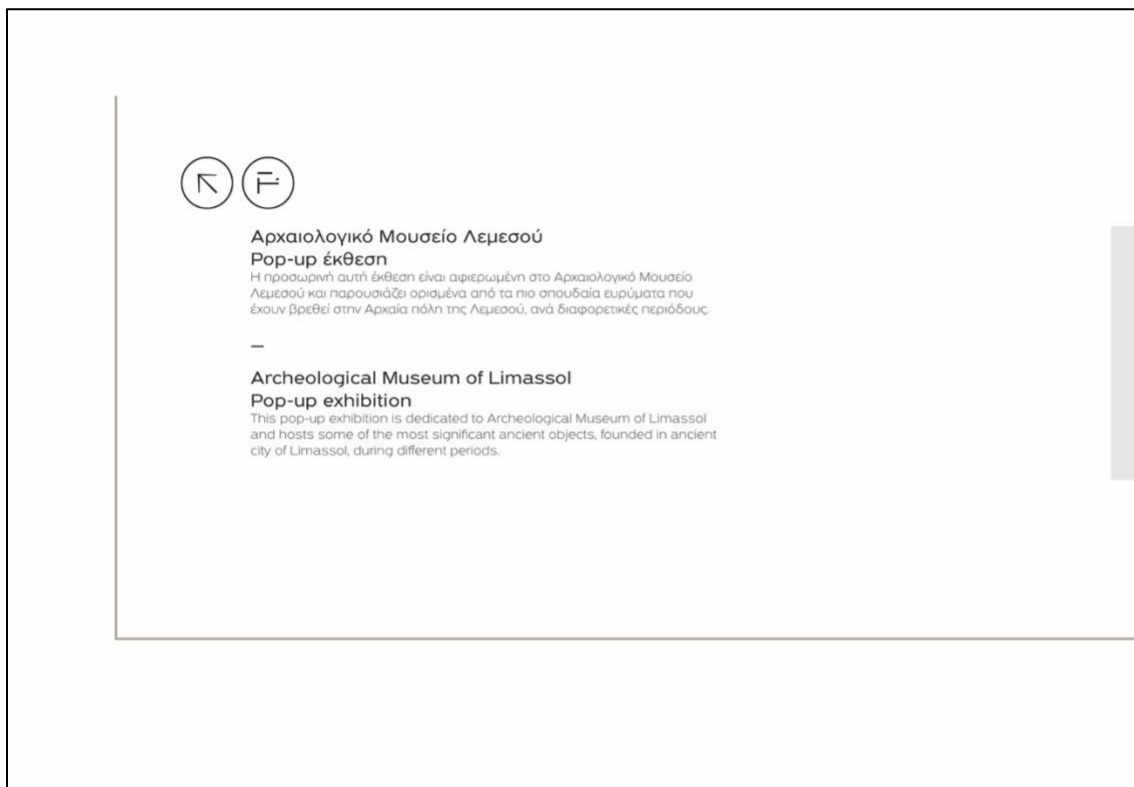 Αρχαιολογικό Μουσείο Λεμεσού
Pop-up έκθεση
Η προσωρινή αυτή έκθεση είναι αφιερωμένη στο Αρχαιολογικό Μουσείο
Λεμεσού και παρουσιάζει ορισμένα από τα πιο σπουδαία ευρύματα που
έχουν βρεθεί στην Αρχαία πόλη της Λεμεσού, ανά διαφορετικές περιόδους.
–
Archeological Museum of Limassol
Pop-up exhibition
This pop-up exhibition is dedicated to Archeological Museum of Limassol
and hosts some of the most significant ancient objects, founded in ancient
city of Limassol, during different periods.